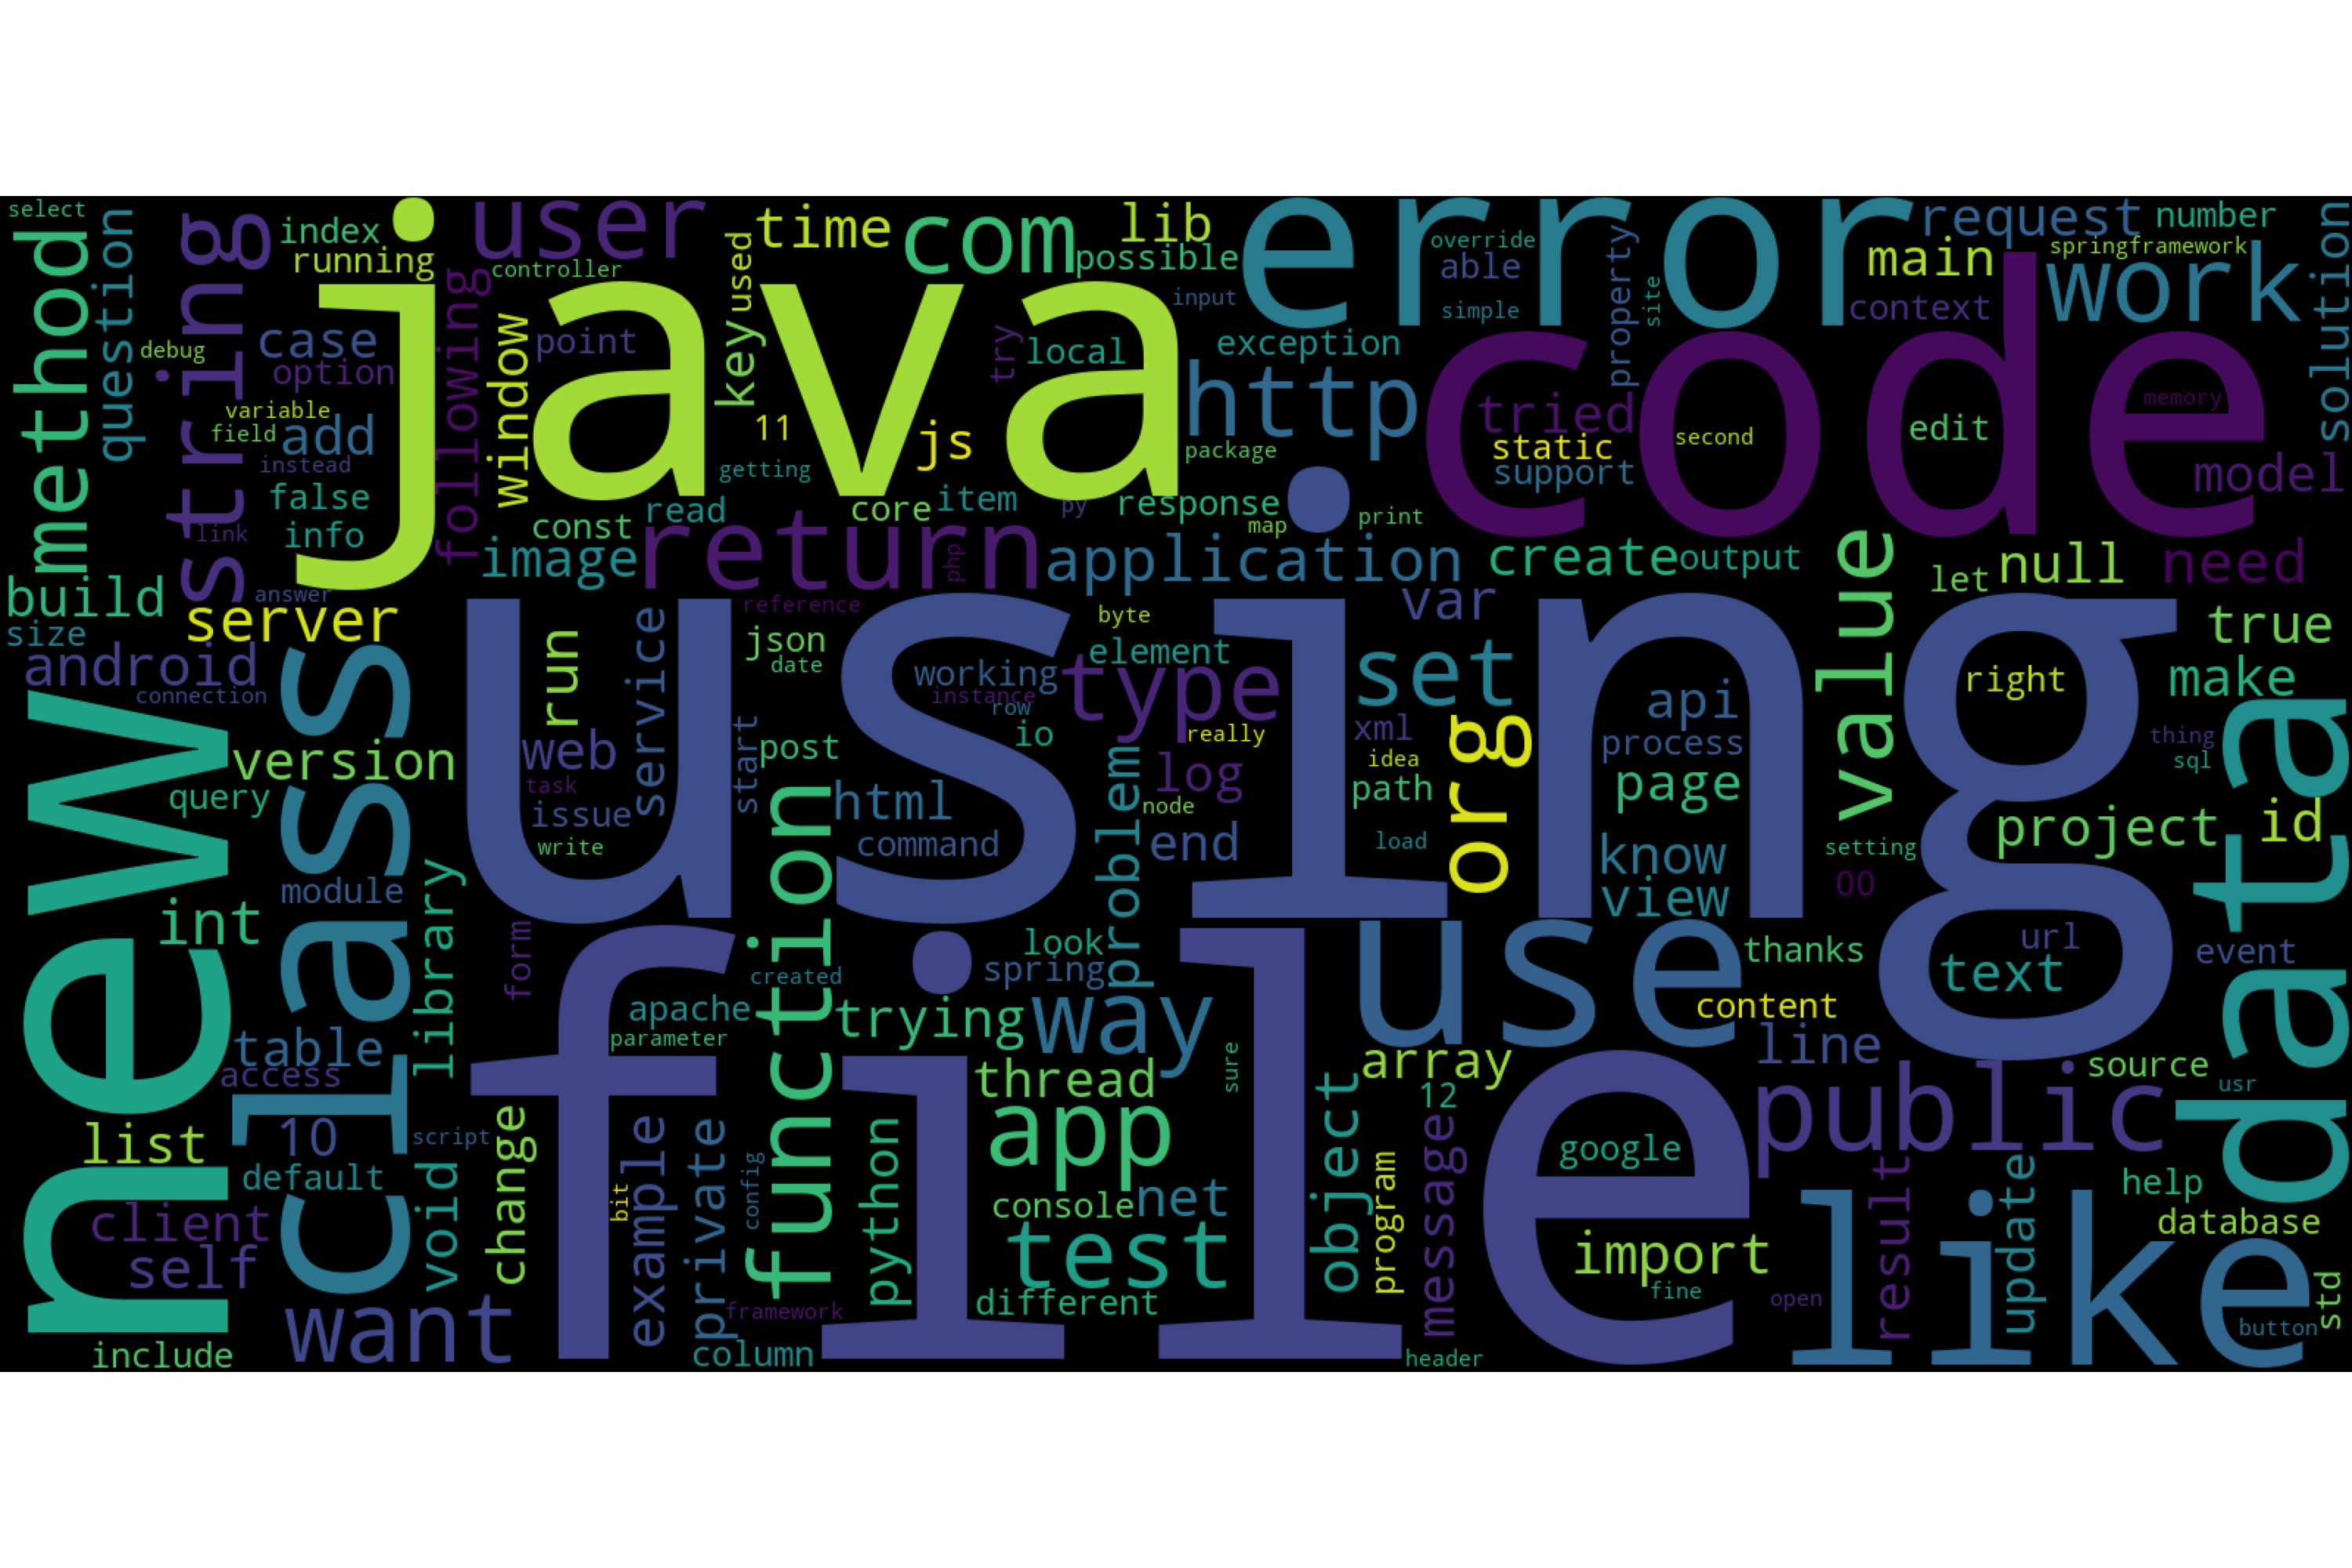 select
method
question
string
index
running
java
user
following
controller
window
point
key
used
time
com
lib
possible
input
error
override
able
simple
property
site
request
number
main
springframework
context
work
solution
debug
case
option
variable
field
add
instead
false
link
info
11
js
getting
try
local
exception
http
package
code
tried
static
support
second
edit
memory
model
const
read
core
item
py
response
map
print
image
return
php
application
create
output
value
let
null
need
build
size
answer
server
android
connection
new
class
version
query
using
run
service
reference
json
date
web
task
issue
write
start
post
function
working
instance
row
io
html
command
byte
element
type
really
log
node
problem
end
var
set
xml
idea
path
load
org
api
process
page
know
view
right
true
make
thing
sql
data
project
id
setting
00
module
int
library
form
file
created
look
spring
apache
parameter
trying
way
use
thanks
content
text
url
event
table
access
line
array
source
usr
thread
sure
app
12
public
list
10
script
default
void
change
client
self
want
include
bit
example
private
config
python
framework
column
console
net
test
different
object
program
message
header
google
import
fine
open
result
update
like
help
database
button
std